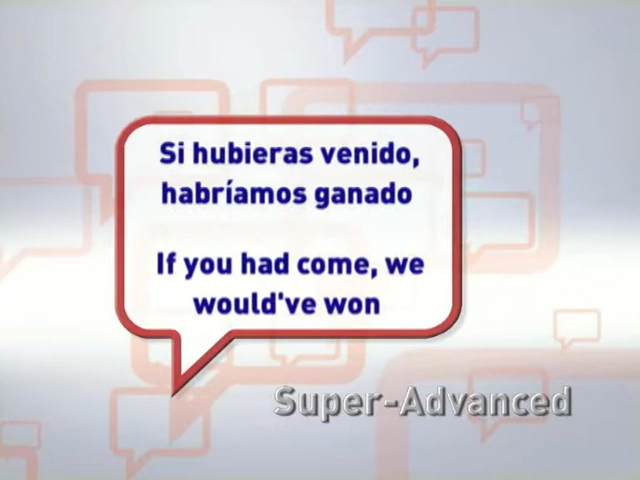 Si hubieras venido,
habríamos ganado
If you had come, we
would've won
Super-Advanced